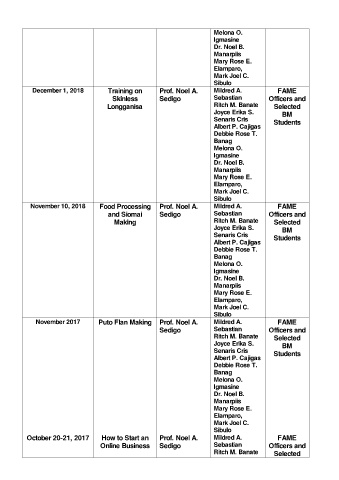 Melona O.
Igmasine
Dr. Noel B.
Manarpiis
Mary Rose E.
Elamparo,
Mark Joel C.
Sibulo
December 1, 2018
Training on
Skinless
Longganisa
Prof. Noel A.
Sedigo
Mildred A.
Sebastian
Ritch M. Banate
Joyce Erika S.
Senaris Cris
Albert P. Cajigas
Debbie Rose T.
Banag
Melona O.
Igmasine
Dr. Noel B.
Manarpiis
Mary Rose E.
Elamparo,
Mark Joel C.
Sibulo
FAME
Officers and
Selected
BM
Students
November 10, 2018
Food Processing
and Siomai
Making
Prof. Noel A.
Sedigo
Mildred A.
Sebastian
Ritch M. Banate
Joyce Erika S.
Senaris Cris
Albert P. Cajigas
Debbie Rose T.
Banag
Melona O.
Igmasine
Dr. Noel B.
Manarpiis
Mary Rose E.
Elamparo,
Mark Joel C.
Sibulo
FAME
Officers and
Selected
BM
Students
November 2017
Puto Flan Making
Prof. Noel A.
Sedigo
Mildred A.
Sebastian
Ritch M. Banate
Joyce Erika S.
Senaris Cris
Albert P. Cajigas
Debbie Rose T.
Banag
Melona O.
Igmasine
Dr. Noel B.
Manarpiis
Mary Rose E.
Elamparo,
Mark Joel C.
Sibulo
FAME
Officers and
Selected
BM
Students
October 20-21, 2017
How to Start an
Online Business
Prof. Noel A.
Sedigo
Mildred A.
Sebastian
Ritch M. Banate
FAME
Officers and
Selected